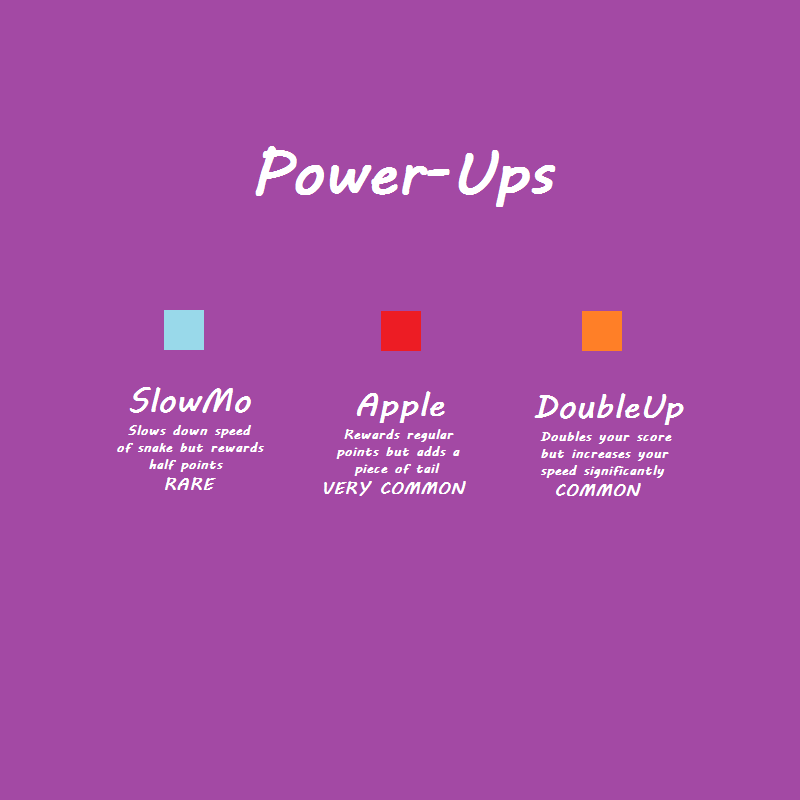 Power-Ups
SlowMo
Slows down speed
of snake but rewards
half points
RARE
Apple
Rewards regular
points but adds a
piece of tail
VERY COMMON
DoubleUp
Doubles your score
but increases your
speed significantly
COMMON